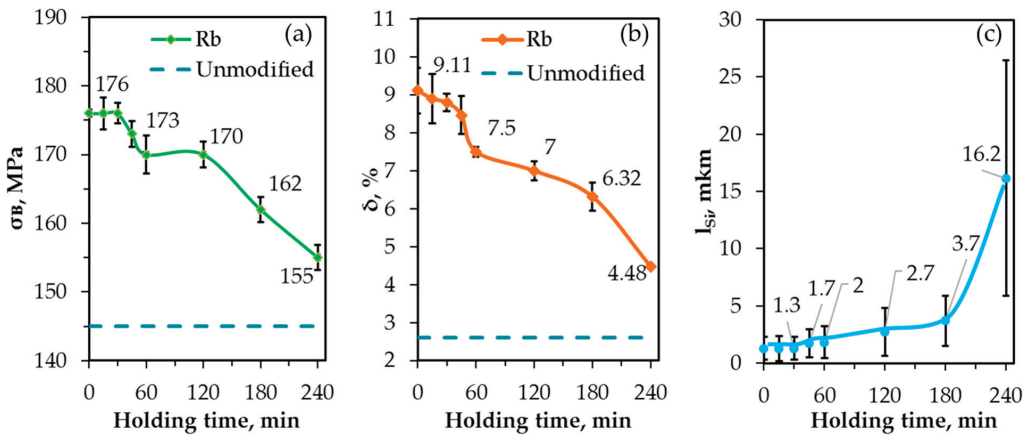 (a)
Rb
Unmodified
190
180
170
160
150
140
176
173
170
162
155
0 60 120 180 240
σв, MPa
Holding time, min
(b)
Rb
Unmodified
11
10
9
8
7
6
5
4
3
2
9.11
7.5
7
6.32
4.48
0 60 120 180 240
δ, %
Holding time, min
(c)
30
25
20
15
10
5
0
1.3
1.7
2
2.7
3.7
16.2
0 60 120 180 240
lSi, mkm
Holding time, min